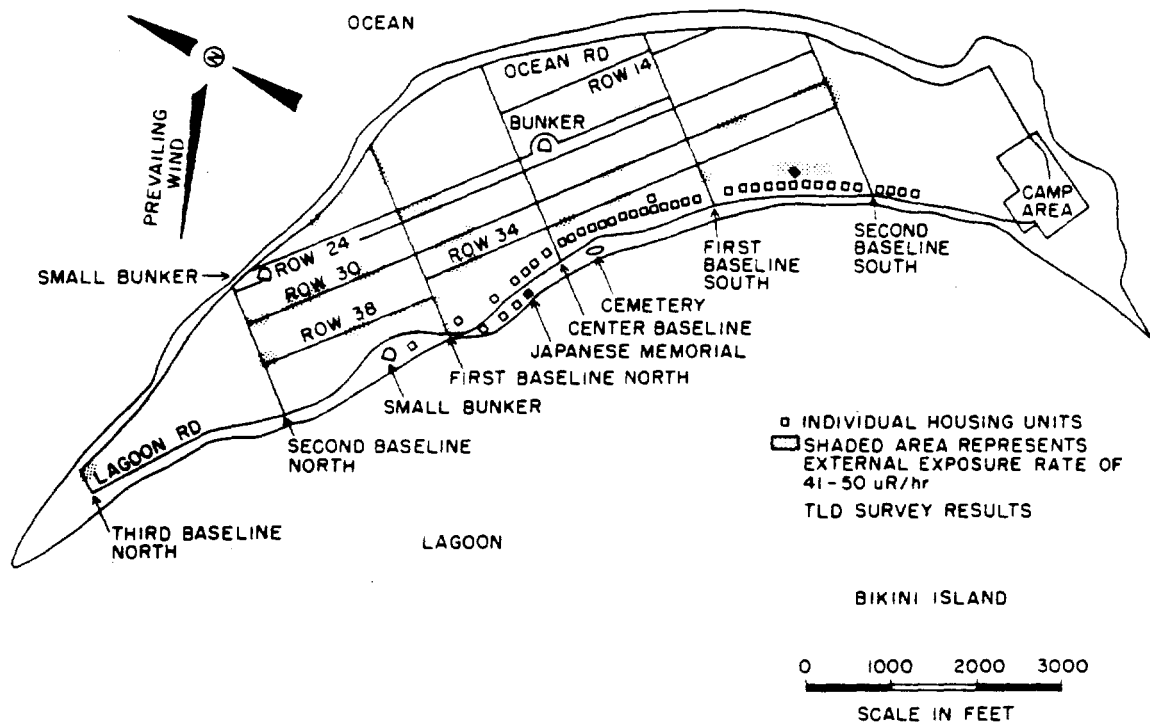 OCEAN
N
OCEAN RD
ROW 14
BUNKER
PREVAILING
WIND
CAMP
AREA
ROW 24
ROW 34
SMALL BUNKER
ROW 30
FIRST
BASELINE
SOUTH
SECOND
BASELINE
SOUTH
ROW 38
CEMETERY
CENTER BASELINE
JAPANESE MEMORIAL
FIRST BASELINE NORTH
SMALL BUNKER
LAGOON RD
SECOND BASELINE
NORTH
THIRD BASELINE
NORTH
LAGOON
INDIVIDUAL HOUSING UNITS
SHADED AREA REPRESENTS
EXTERNAL EXPOSURE RATE OF
41-50 uR/hr
TLD SURVEY RESULTS
BIKINI ISLAND
0 1000 2000 3000
SCALE IN FEET